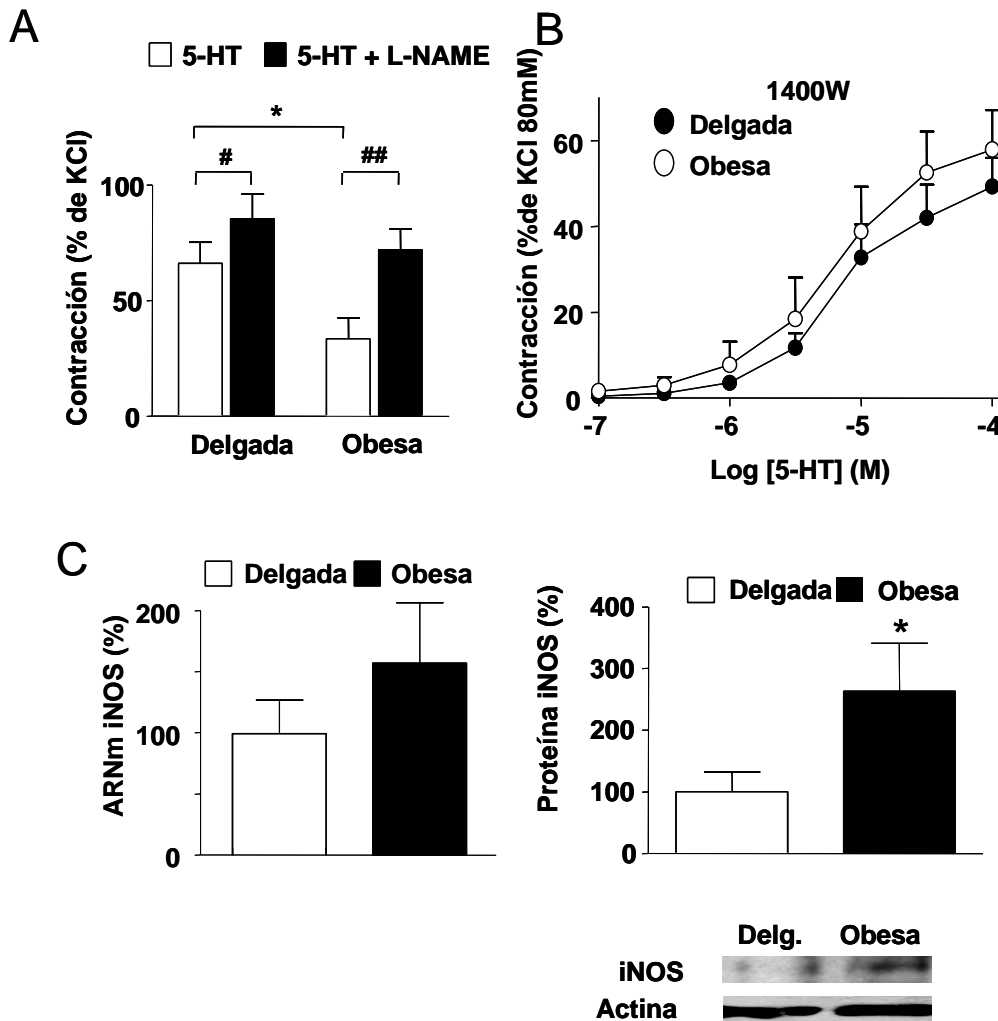 A
5-HT 5-HT + L-NAME
*
# ##
Contracción (% de KCl)
100
50
0
Delgada Obesa
B
1400W
Delgada
Obesa
Contracción (%de KCl 80mM)
60
40
20
0
-7 -6 -5 -4
Log [5-HT] (M)
C
Delgada Obesa
ARNm iNOS (%)
200
100
0
Delgada Obesa
*
Proteína iNOS (%)
400
300
200
100
0
Delg. Obesa
iNOS
Actina